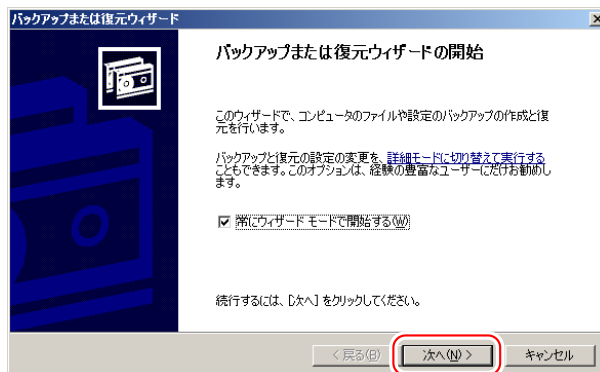 バックアップまたは復元ウィザード
バックアップまたは復元ウィザードの開始
このウィザードで、コンピュータのファイルや設定のバックアップの作成と復
元を行います。
バックアップと復元の設定の変更を、詳細モードに切り替えて実行する
こともできます。このオプションは、経験の豊富なユーザーにだけお勧めし
ます。
常にウィザード モードで開始する(W)
続行するには、[次へ] をクリックしてください。
< 戻る(B)
次へ(N) >
キャンセル